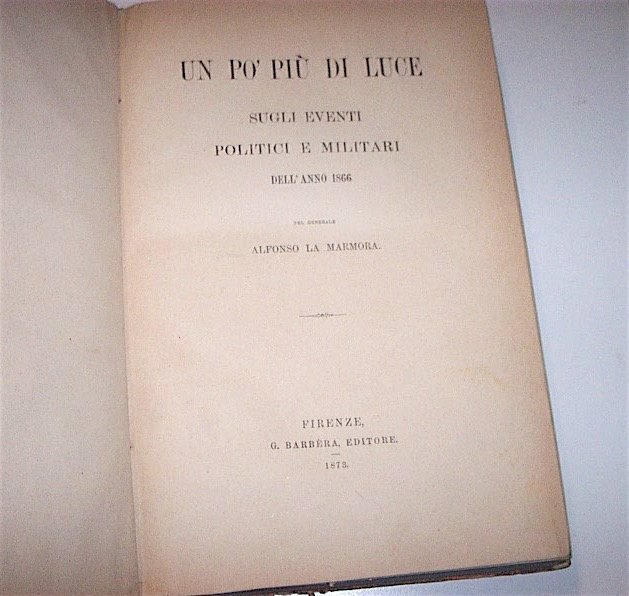 UN PO' PIÙ DI LUCE
SUGLI EVENTI
POLITICI E MILITARI
DELL'ANNO 1866
PEL GENERALE
ALFONSO LA MARMORA.
FIRENZE,
G. BARBÈRA, EDITORE.
1873.